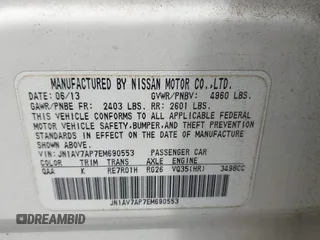 MANUFACTURED BY NISSAN MOTOR CO.,LTD.
DATE: 06/13 GVWR/PNBV: 4960 LBS.
GAWR/PNBE FR: 2403 LBS. RR: 2601 LBS.
THIS VEHICLE CONFORMS TO ALL APPLICABLE FEDERAL
MOTOR VEHICLE SAFETY, BUMPER, AND THEFT PREVENTION
STANDARDS IN EFFECT ON THE DATE OF MANUFACTURE
SHOWN ABOVE.
VIN: JN1AV7AP7EM690553 PASSENGER CAR
COLOR TRIM TRANS AXLE ENGINE
QAA K RE7R01H RG26 VQ35(HR) 3498CC
JN1AV7AP7EM690553
© AUTOBIDMASTER